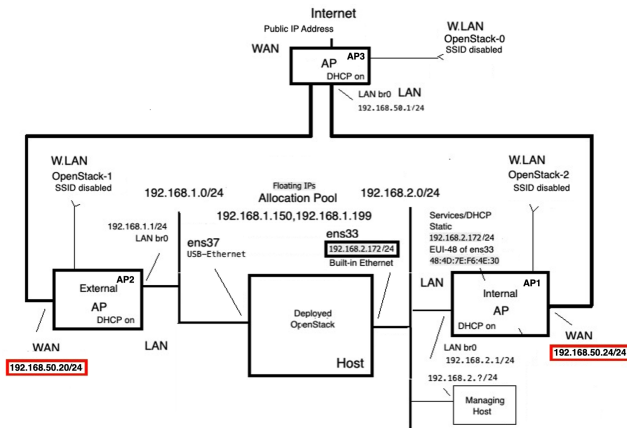 Internet
Public IP Address
WAN
W.LAN
OpenStack-0
SSID disabled
AP3
AP
DHCP on
LAN br0 LAN
192.168.50.1/24
W.LAN
OpenStack-1
SSID disabled
W.LAN
OpenStack-2
SSID disabled
192.168.1.0/24
Floating IPs
Allocation Pool
192.168.2.0/24
192.168.1.150,192.168.1.199
192.168.1.1/24
LAN br0
ens37
USB-Ethernet
ens33
192.168.2.172/24
Built-in Ethernet
Services/DHCP
Static
192.168.2.172/24
EUI-48 of ens33
48:4D:7E:F6:4E:30
AP2
External
AP
DHCP on
LAN
WAN
192.168.50.20/24
Deployed
OpenStack
Host
LAN
AP1
Internal
AP
DHCP on
WAN
192.168.50.24/24
LAN br0
192.168.2.1/24
192.168.2.?/24
Managing
Host